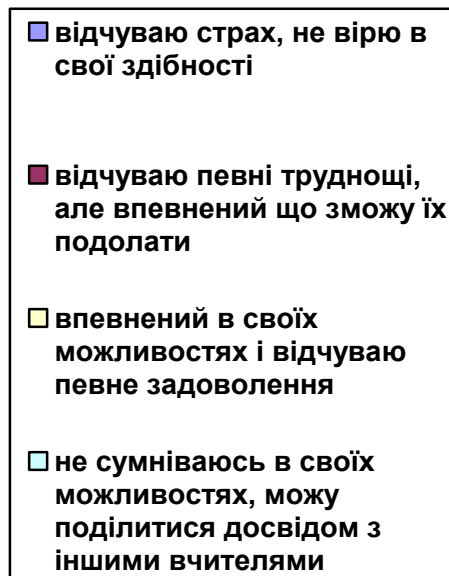 відчуваю страх, не вірю в
свої здібності
відчуваю певні труднощі,
але впевнений що зможу їх
подолати
впевнений в своїх
можливостях і відчуваю
певне задоволення
не сумніваюсь в своїх
можливостях, можу
поділитися досвідом з
іншими вчителями